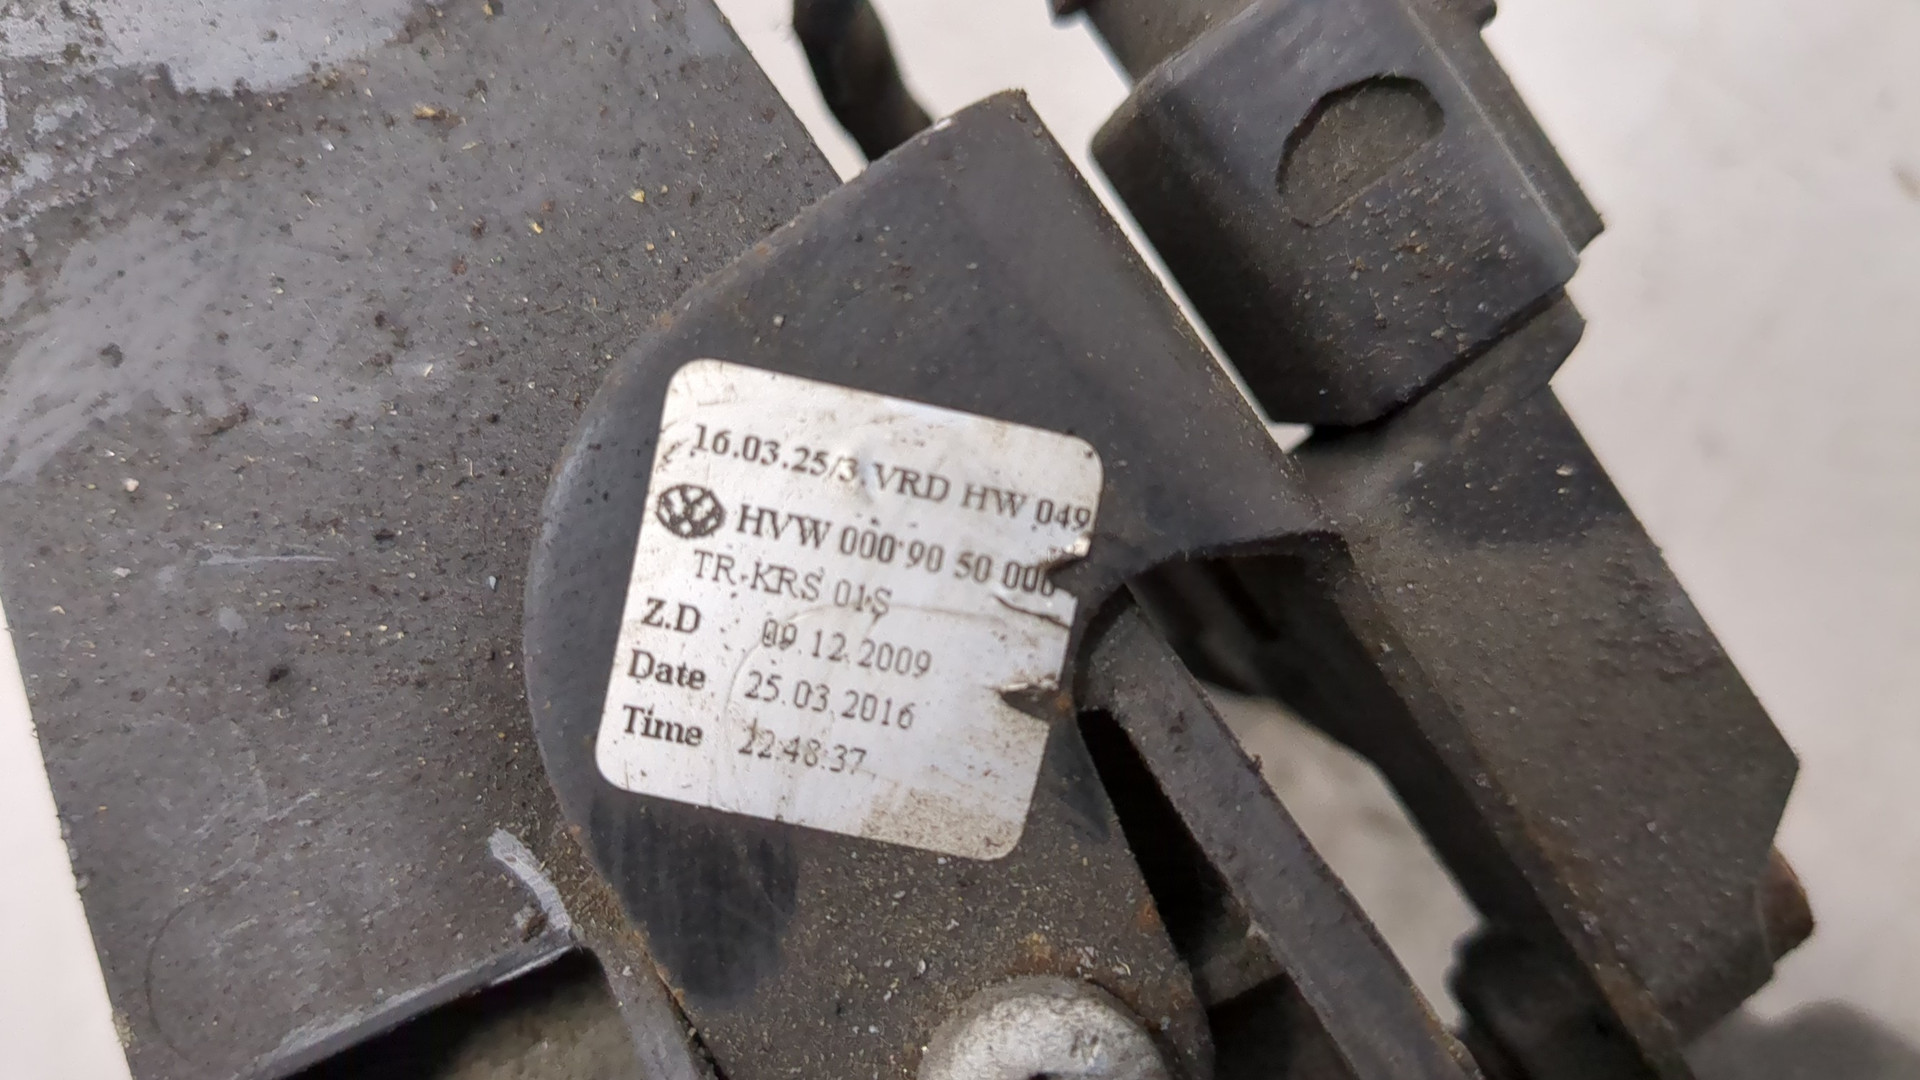 16.03.25/3.VRD HW 049
HVW 000 90 50 000
TR.KRS 01S
Z.D 09.12.2009
Date 25.03.2016
Time 22:48:37